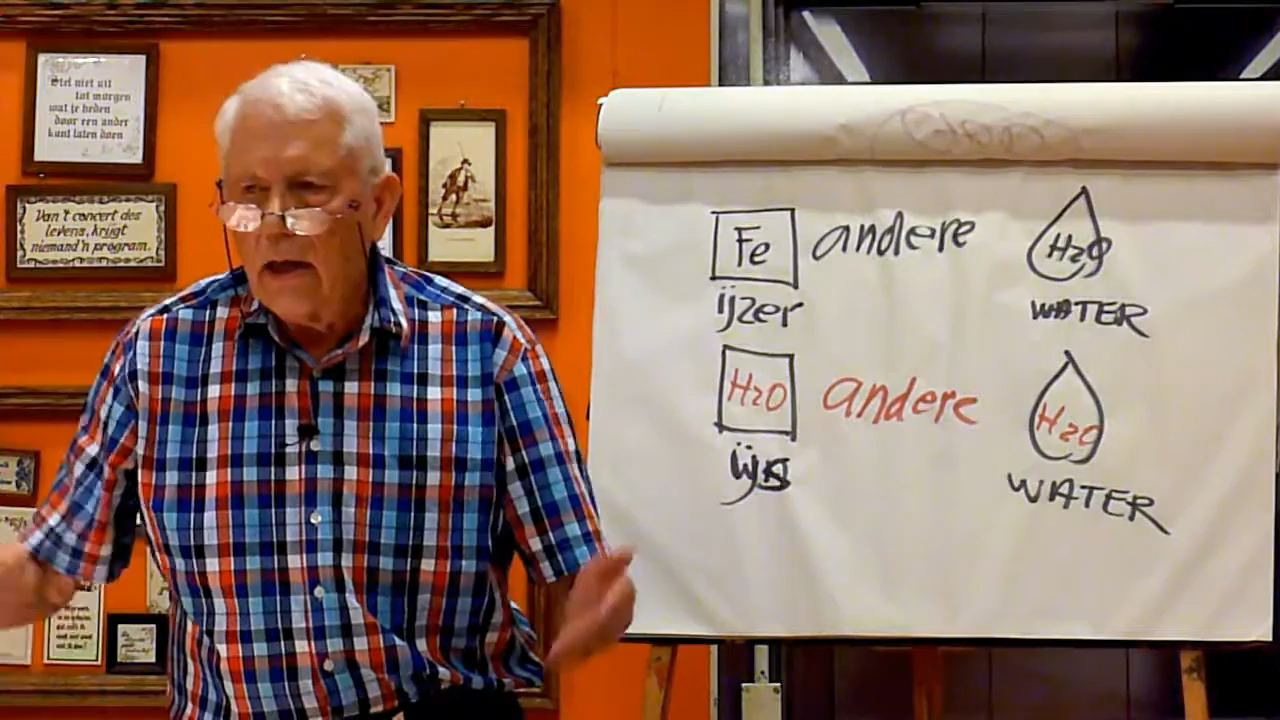 Stel niet uit
tot morgen
wat je heden
door een ander
kunt laten doen
Van 't concert des
levens, krijgt
niemand 'n program.
Fe andere H2O
ijzer WATER
H2O andere H2O
ijs WATER